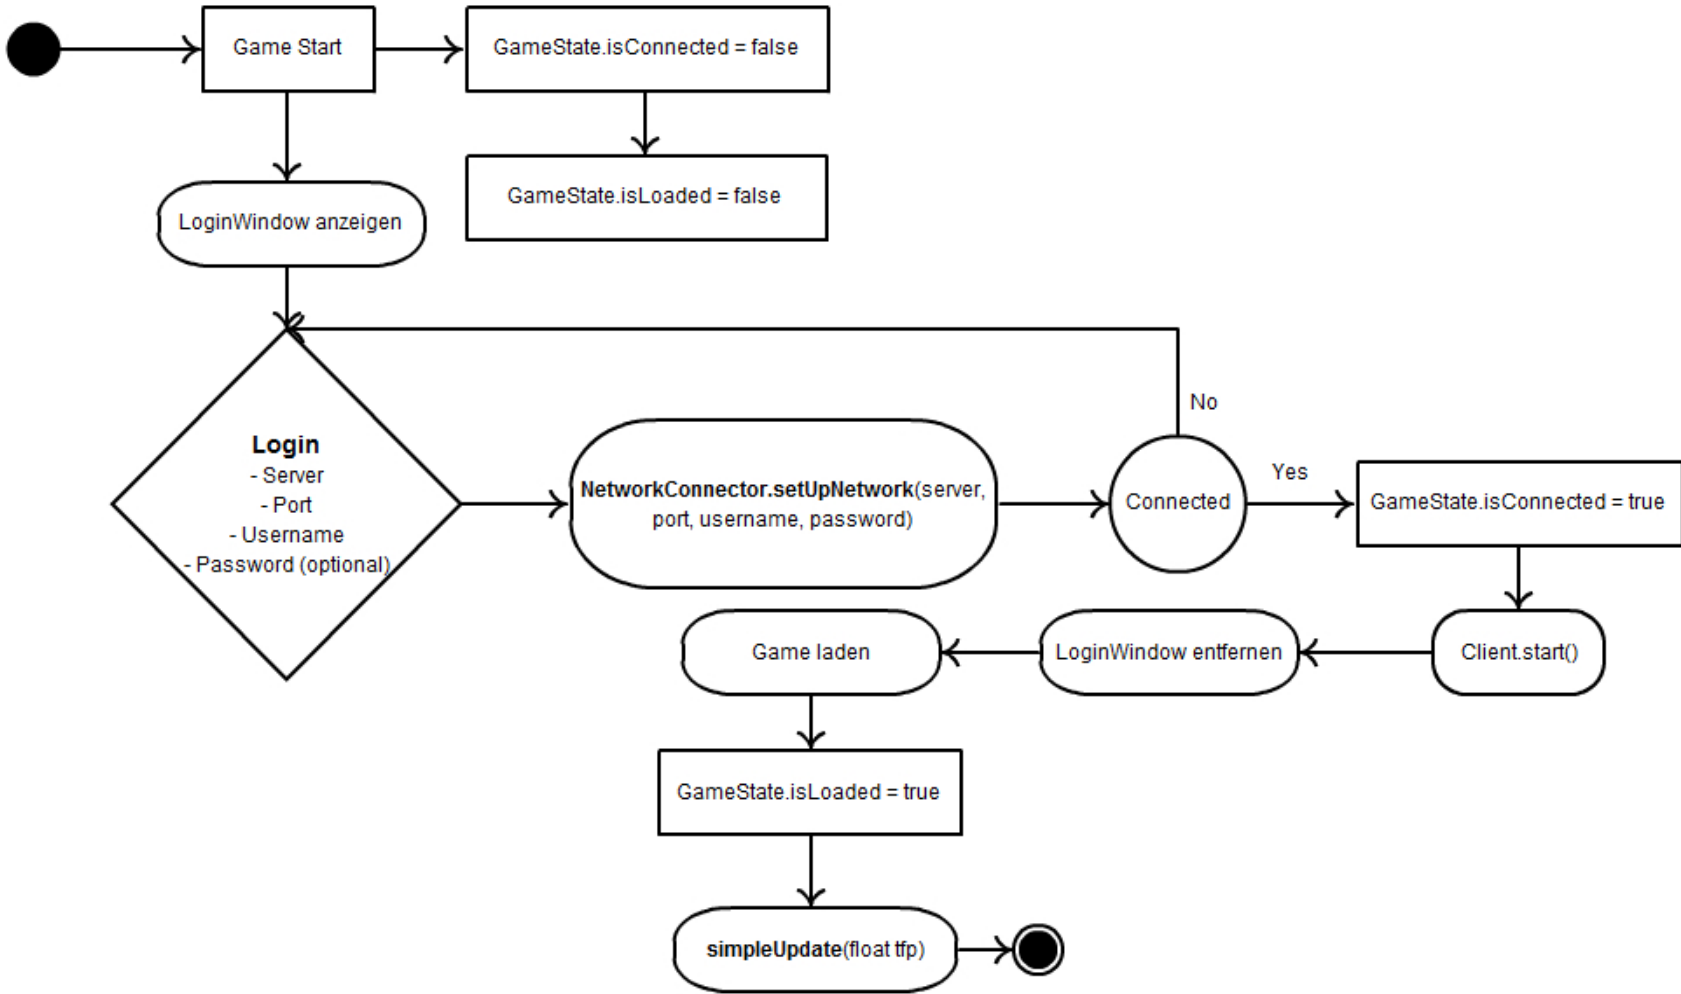 Game Start
GameState.isConnected = false
GameState.isLoaded = false
LoginWindow anzeigen
No
Login
- Server
- Port
- Username
- Password (optional)
NetworkConnector.setUpNetwork(server,
port, username, password)
Connected
Yes
GameState.isConnected = true
Game laden
LoginWindow entfernen
Client.start()
GameState.isLoaded = true
simpleUpdate(float tfp)